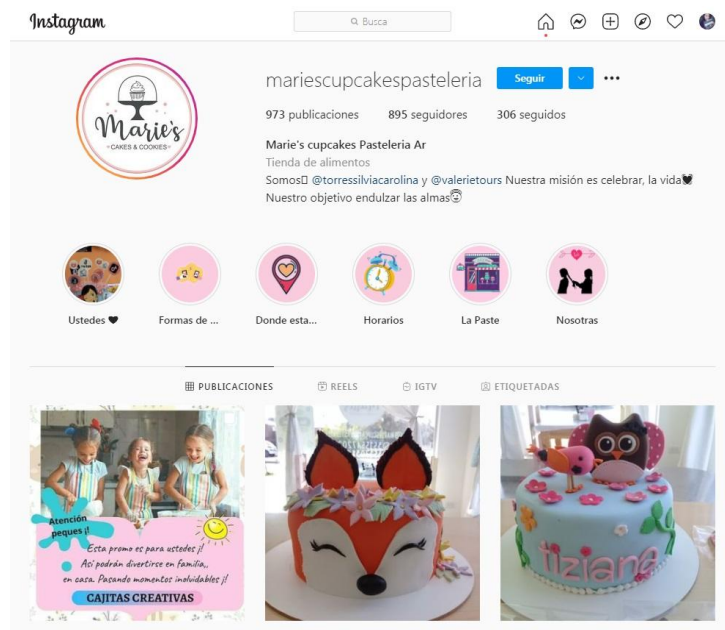 Instagram
Busca
Marie's
CAKES & COOKIES
mariescupcakespasteleria Seguir
973 publicaciones 895 seguidores 306 seguidos
Marie's cupcakes Pasteleria Ar
Tienda de alimentos
Somos @torressilviacarolina y @valerietours Nuestra misión es celebrar, la vida
Nuestro objetivo endulzar las almas
Ustedes Formas de ... Donde esta... Horarios La Paste Nosotras
PUBLICACIONES REELS IGTV ETIQUETADAS
Atención
peques ¡!
Esta promo es para ustedes ¡!
Así podrán divertirse en familia,,
en casa. Pasando momentos inolvidables ¡!
CAJITAS CREATIVAS
tiziana